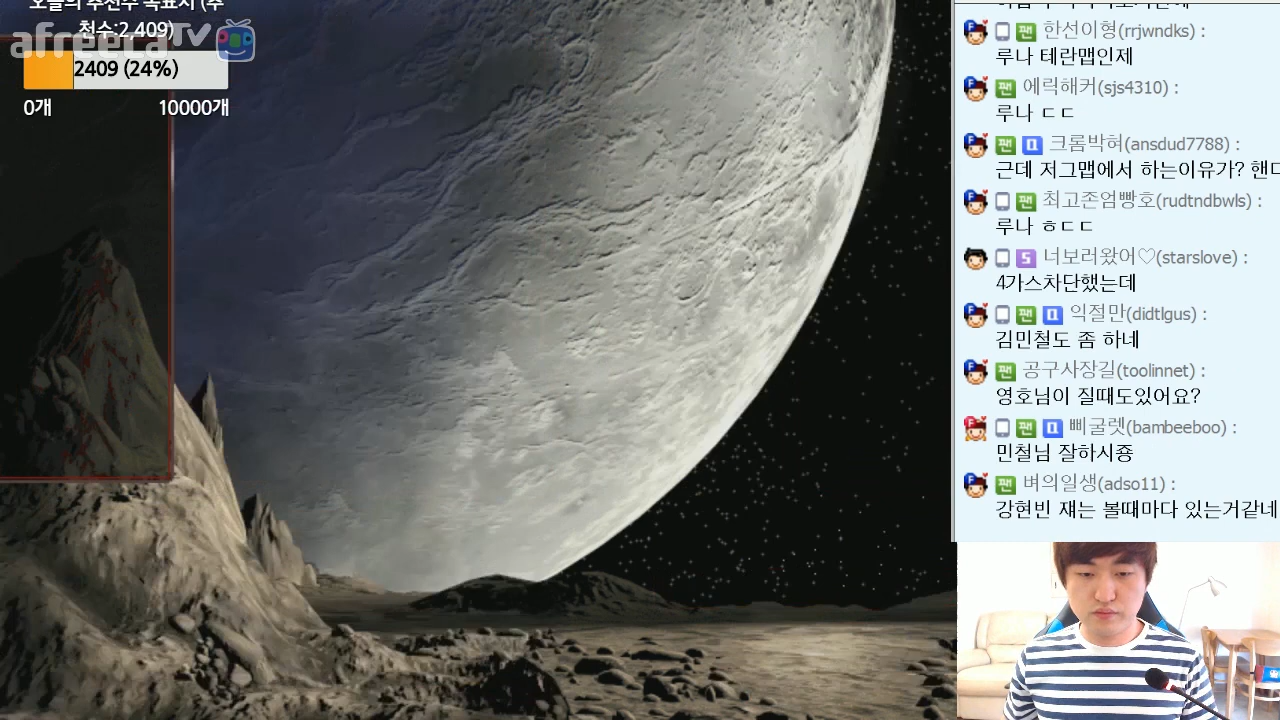 오늘의 추천수 목표치 (추
천수:2,409)
afreecaTV
2409 (24%)
0개
10000개
한선이형(rrjwndks) :
루나 테란맵인제
에릭해커(sjs4310) :
루나 ㄷㄷ
크롬박혀(ansdud7788) :
근데 저그맵에서 하는이유가? 핸디
최고존엄빵호(rudtndbwls) :
루나 ㅎㄷㄷ
너보러왔어♡(starslove) :
4가스차단했는데
익절만(didtlgus) :
김민철도 좀 하네
공구사장길(toolinnet) :
영호님이 질때도있어요?
삐굴렛(bambeeboo) :
민철님 잘하시죵
벼의일생(adso11) :
강현빈 쟤는 볼때마다 있는거같네